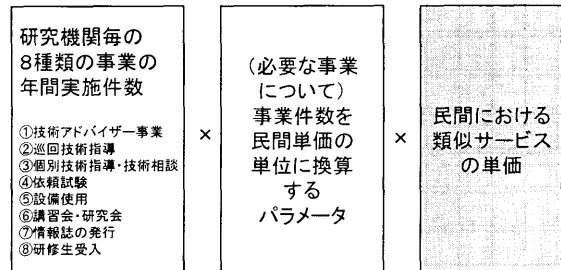 研究機関毎の
8種類の事業の
年間実施件数
①技術アドバイザー事業
②巡回技術指導
③個別技術指導・技術相談
④依頼試験
⑤設備使用
⑥講習会・研究会
⑦情報誌の発行
⑧研修生受入
×
(必要な事業
について)
事業件数を
民間単価の
単位に換算
する
パラメータ
×
民間における
類似サービス
の単価